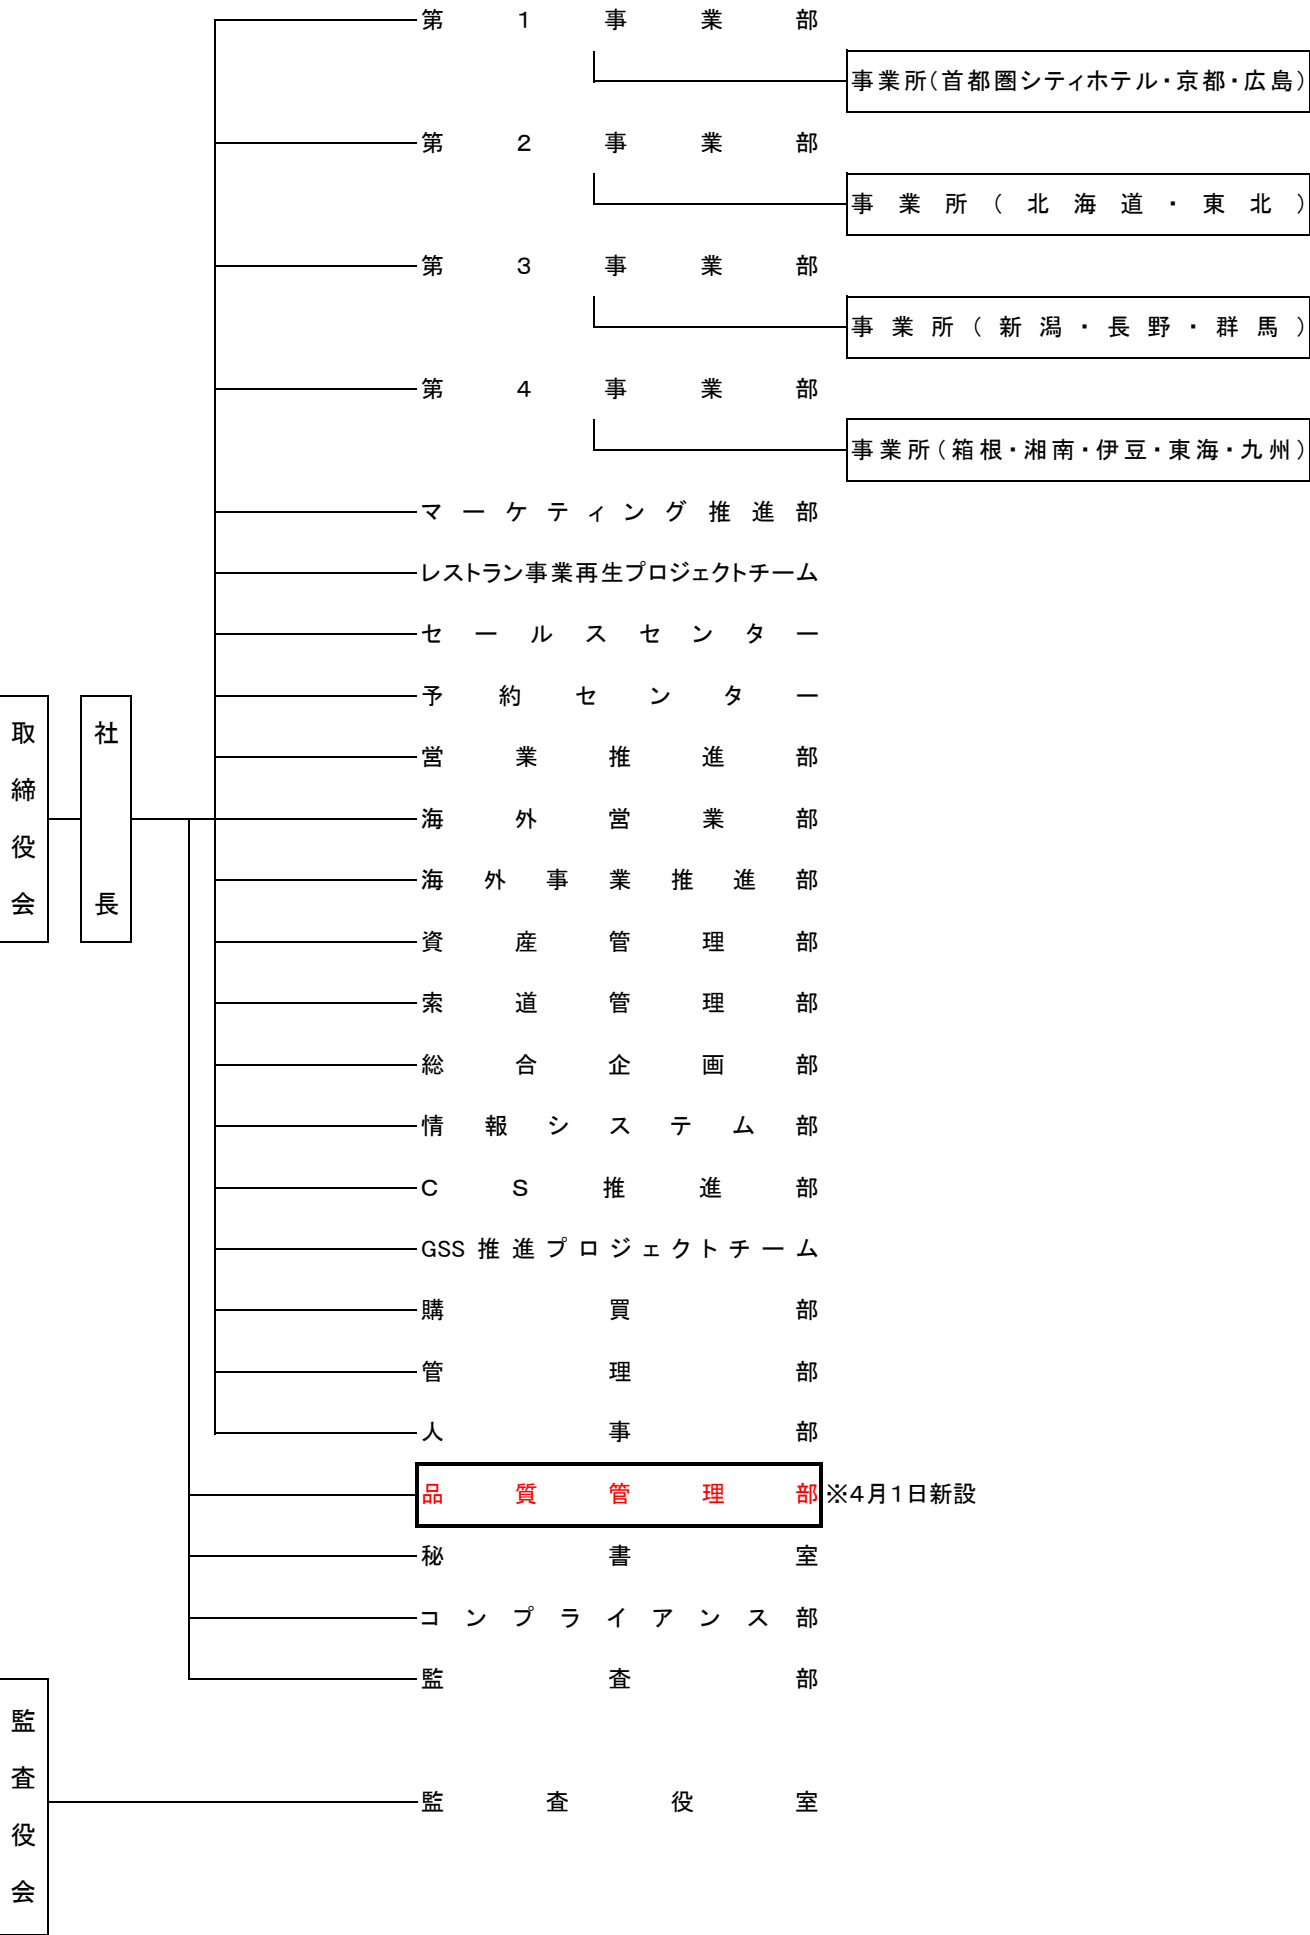 第1事業部
事業所(首都圏シティホテル・京都・広島)
第2事業部
事業所(北海道・東北)
第3事業部
事業所(新潟・長野・群馬)
第4事業部
事業所(箱根・湘南・伊豆・東海・九州)
マーケティング推進部
レストラン事業再生プロジェクトチーム
セールスセンター
予約センター
取締役会
社長
営業推進部
海外営業部
海外事業推進部
資産管理部
索道管理部
総合企画部
情報システム部
CS推進部
GSS推進プロジェクトチーム
購買部
管理部
人事部
品質管理部 ※4月1日新設
秘書室
コンプライアンス部
監査部
監査役会
監査役室